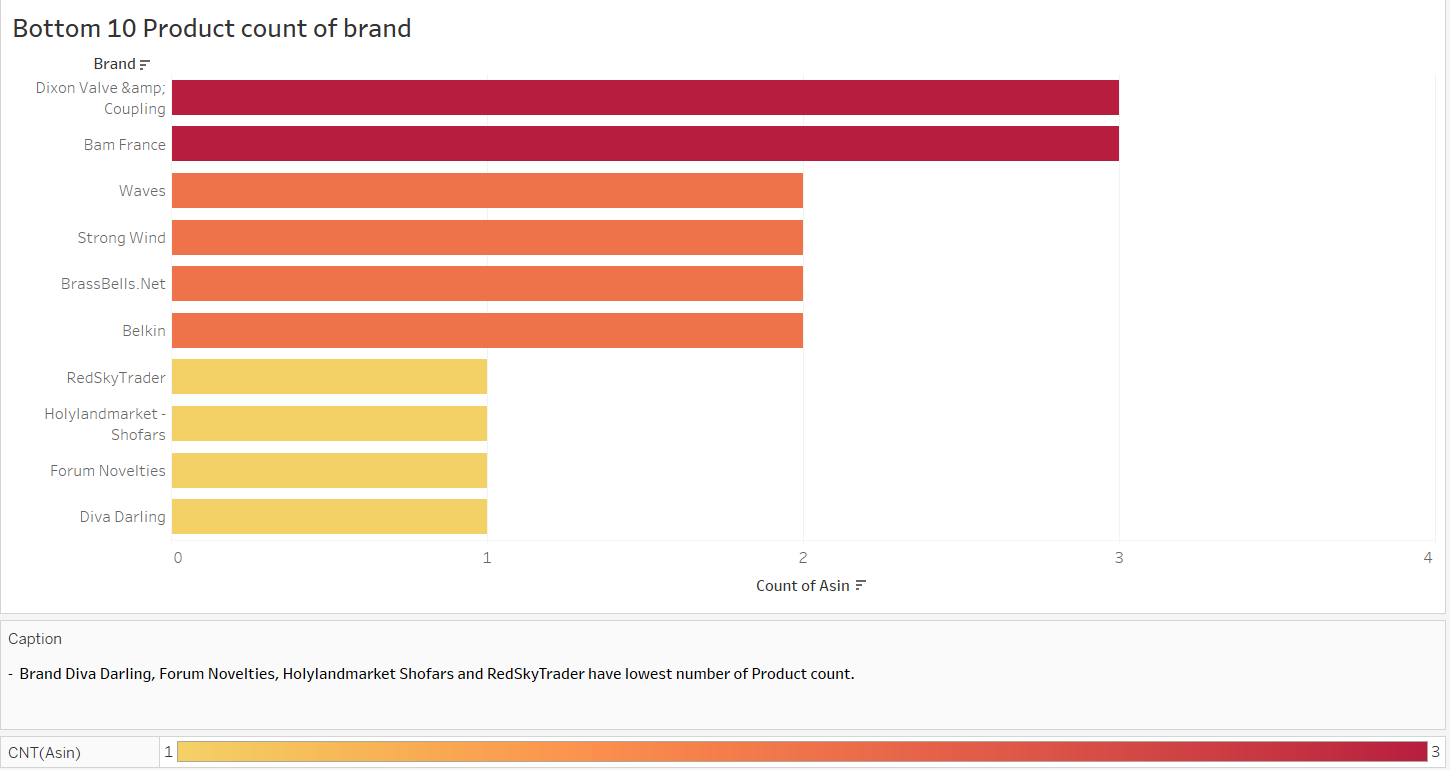 Bottom 10 Product count of brand
Brand
Dixon Valve &amp;
Coupling
Bam France
Waves
Strong Wind
BrassBells.Net
Belkin
RedSkyTrader
Holylandmarket -
Shofars
Forum Novelties
Diva Darling
0 1 2 3 4
Count of Asin
Caption
- Brand Diva Darling, Forum Novelties, Holylandmarket Shofars and RedSkyTrader have lowest number of Product count.
CNT(Asin) 1 3